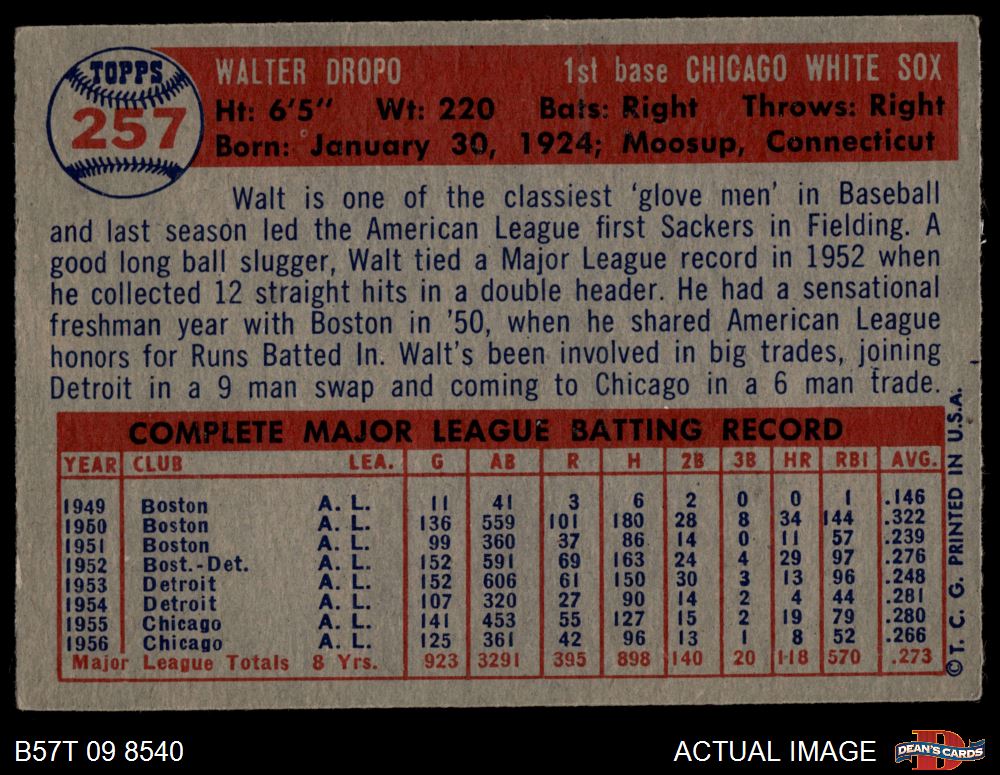 TOPPS
257
WALTER DROPO 1st base CHICAGO WHITE SOX
Ht: 6'5" Wt: 220 Bats: Right Throws: Right
Born: January 30, 1924; Moosup, Connecticut
Walt is one of the classiest 'glove men' in Baseball
and last season led the American League first Sackers in Fielding. A
good long ball slugger, Walt tied a Major League record in 1952 when
he collected 12 straight hits in a double header. He had a sensational
freshman year with Boston in '50, when he shared American League
honors for Runs Batted In. Walt's been involved in big trades, joining
Detroit in a 9 man swap and coming to Chicago in a 6 man trade.
COMPLETE MAJOR LEAGUE BATTING RECORD
YEAR CLUB LEA. G AB R H 2B 3B HR RBI AVG.
1949 Boston A. L. 11 41 3 6 2 0 0 1 .146
1950 Boston A. L. 136 559 101 180 28 8 34 144 .322
1951 Boston A. L. 99 360 37 86 14 0 11 57 .239
1952 Bost.-Det. A. L. 152 591 69 163 24 4 29 97 .276
1953 Detroit A. L. 152 606 61 150 30 3 13 96 .248
1954 Detroit A. L. 107 320 27 90 14 2 4 44 .281
1955 Chicago A. L. 141 453 55 127 15 2 19 79 .280
1956 Chicago A. L. 125 361 42 96 13 1 8 52 .266
Major League Totals 8 Yrs. 923 3291 395 898 140 20 118 570 .273
© T. C. G. PRINTED IN U.S.A.
B57T 09 8540 ACTUAL IMAGE
DEAN'S CARDS